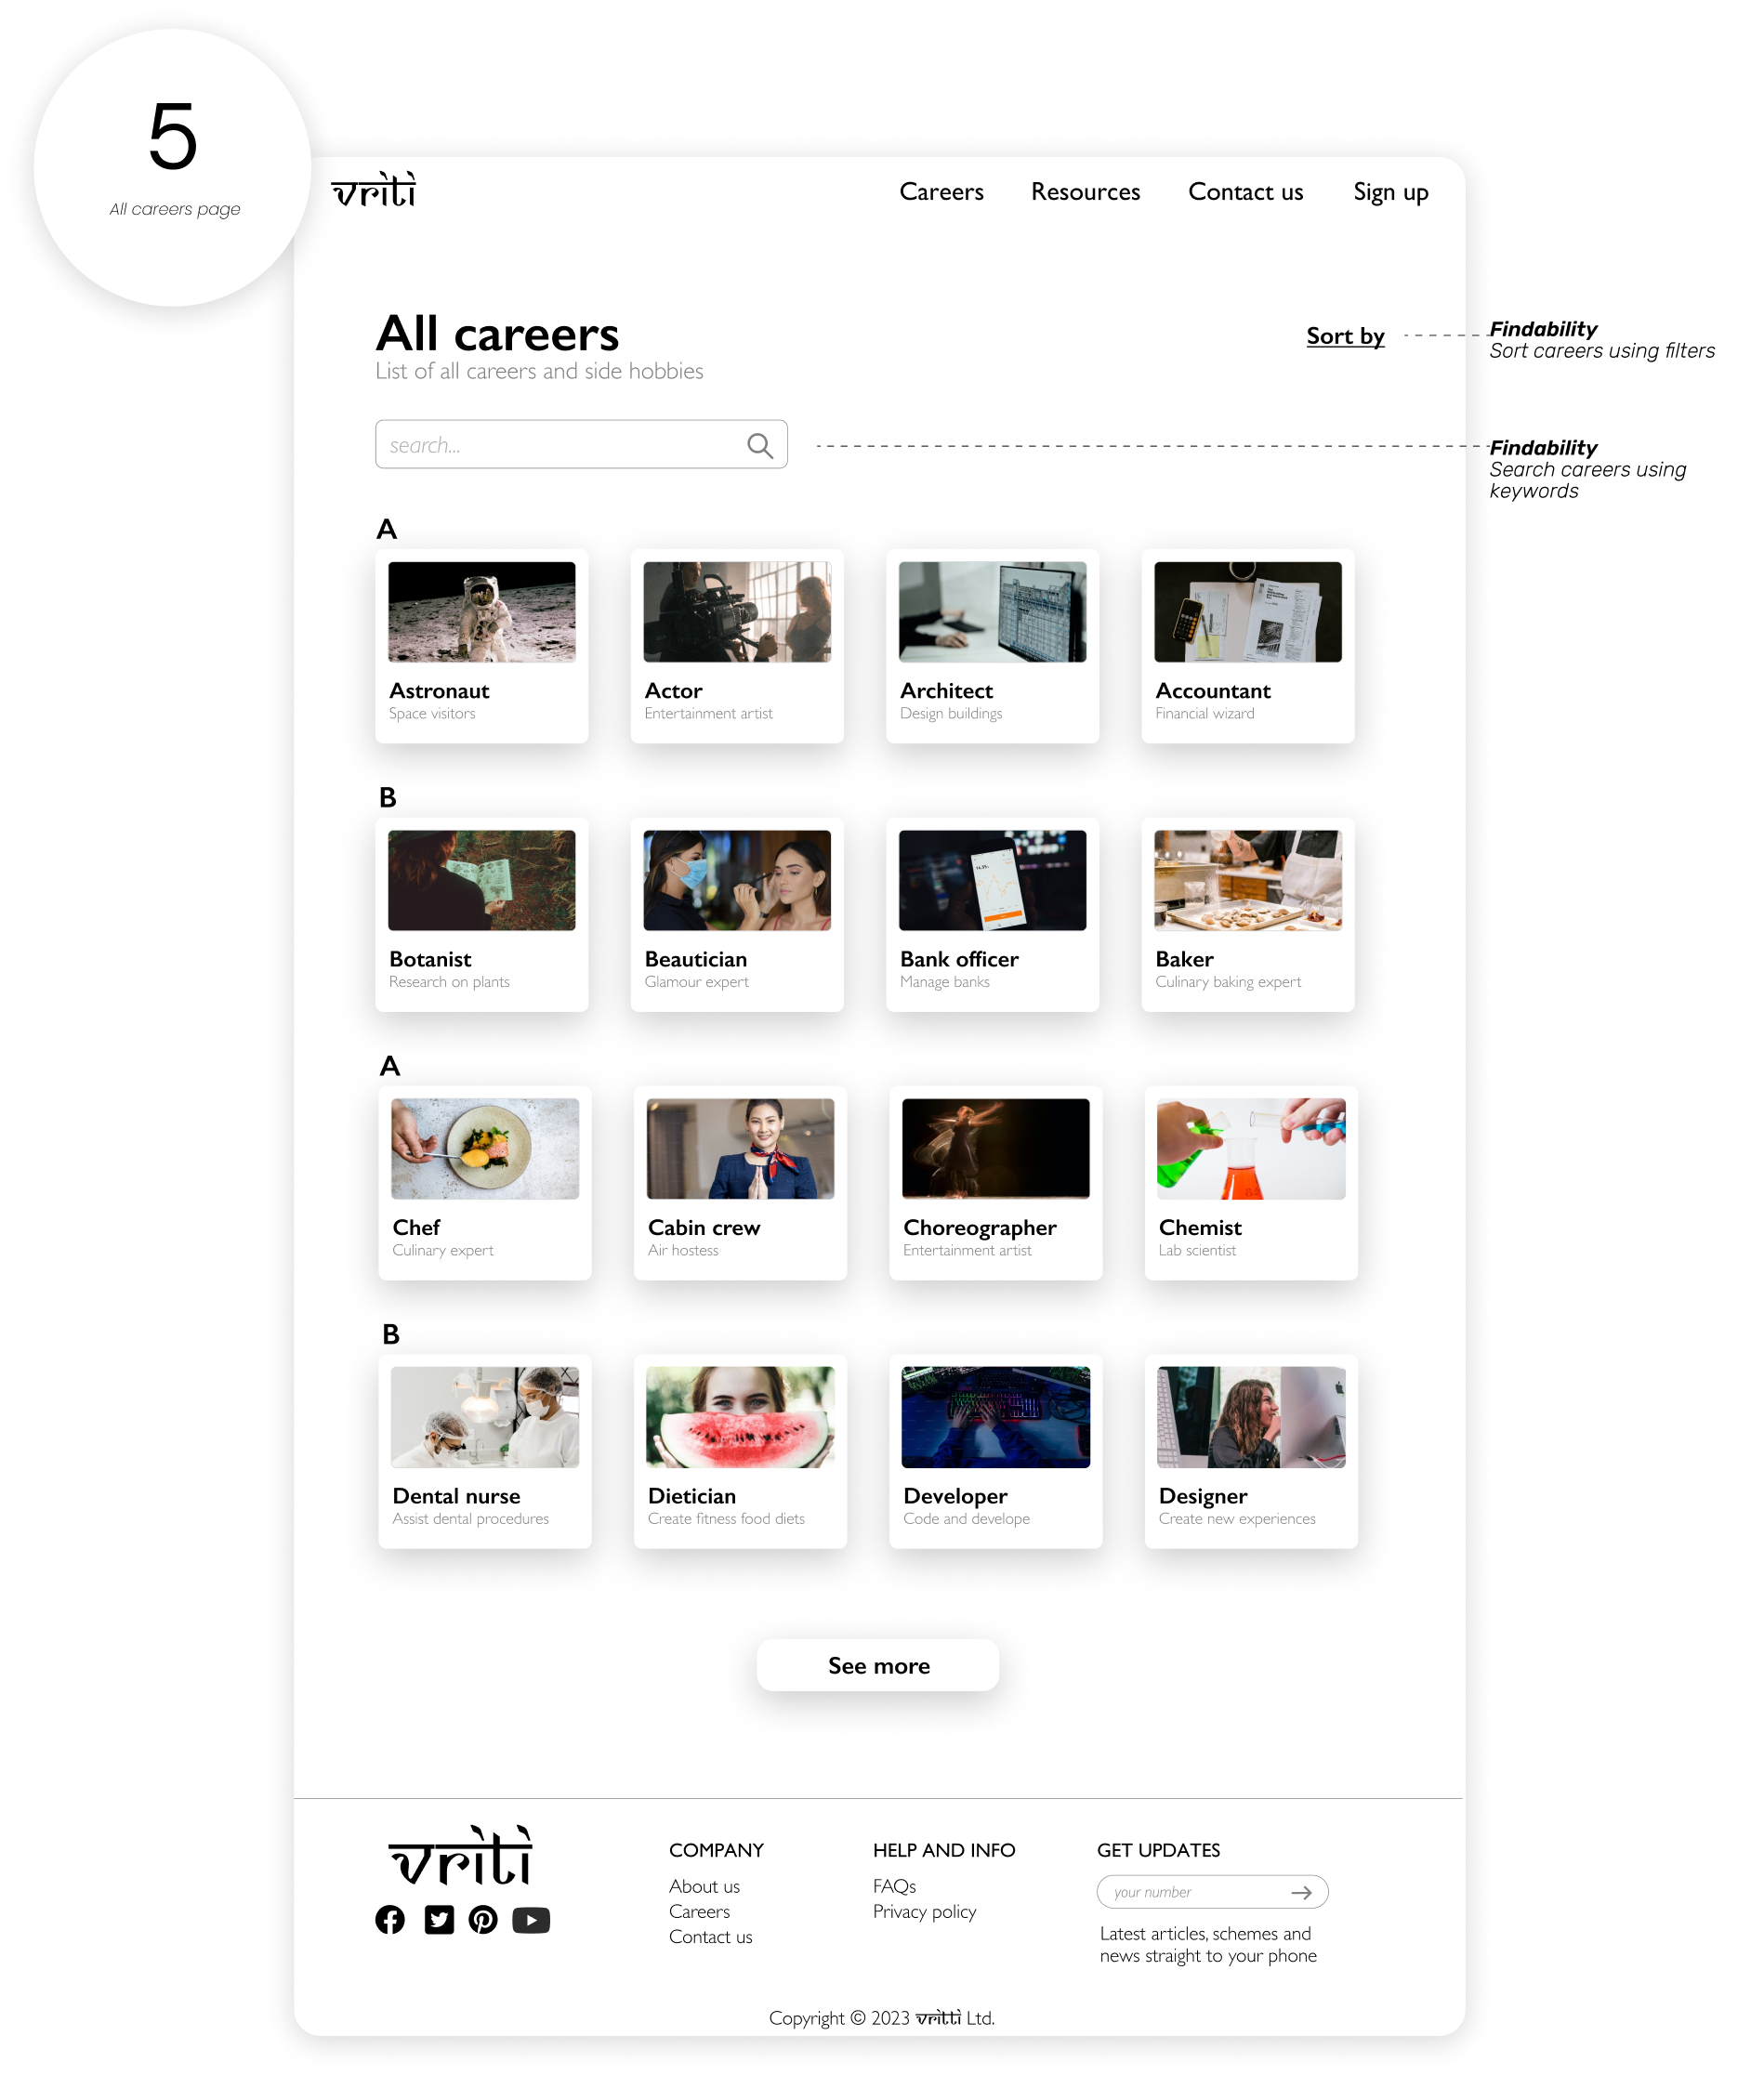 5
All careers page
vriti
Careers Resources Contact us Sign up
All careers
List of all careers and side hobbies
Sort by
Findability
Sort careers using filters
search...
Findability
Search careers using
keywords
A
Astronaut
Space visitors
Actor
Entertainment artist
Architect
Design buildings
Accountant
Financial wizard
B
Botanist
Research on plants
Beautician
Glamour expert
Bank officer
Manage banks
Baker
Culinary baking expert
A
Chef
Culinary expert
Cabin crew
Air hostess
Choreographer
Entertainment artist
Chemist
Lab scientist
B
Dental nurse
Assist dental procedures
Dietician
Create fitness food diets
Developer
Code and develope
Designer
Create new experiences
See more
vriti
COMPANY
About us
Careers
Contact us
HELP AND INFO
FAQs
Privacy policy
GET UPDATES
your number
Latest articles, schemes and
news straight to your phone
Copyright © 2023 vritti Ltd.